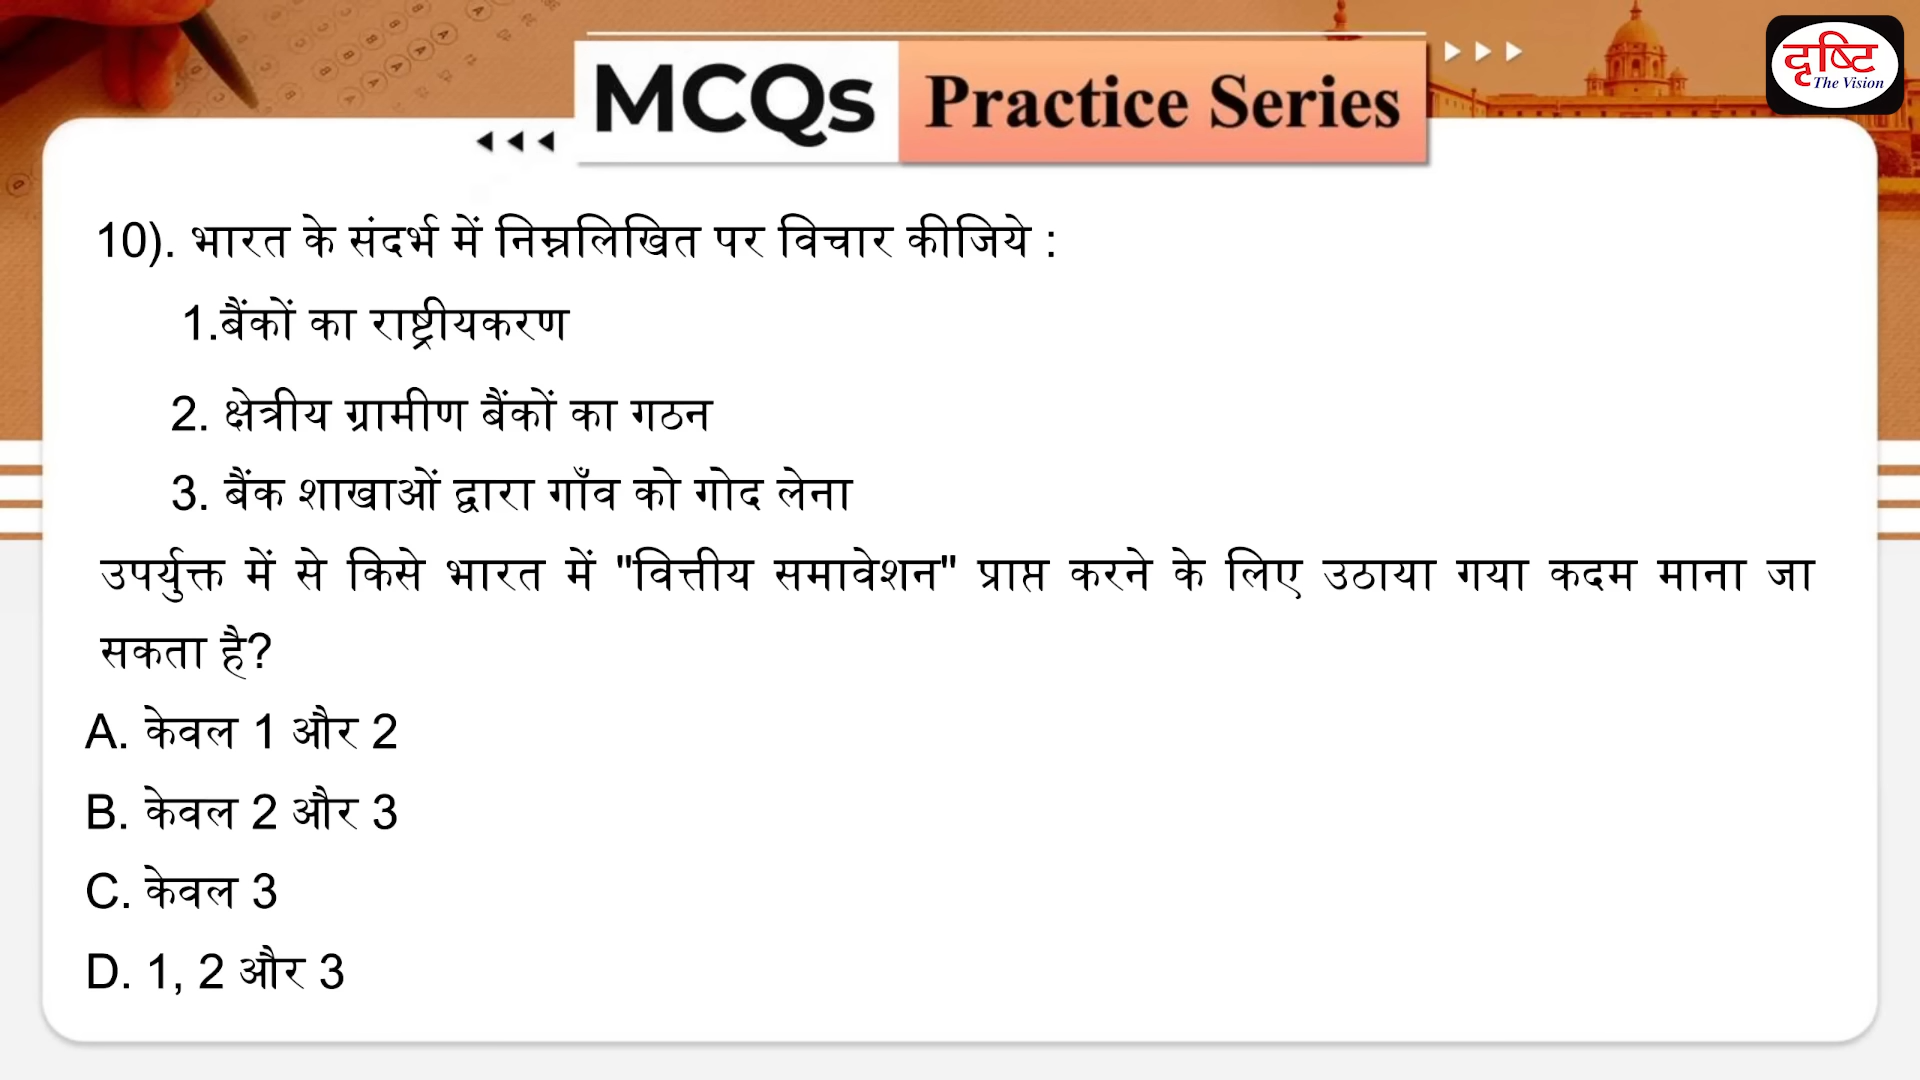 MCQs Practice Series
दृष्टि
The Vision
10). भारत के संदर्भ में निम्नलिखित पर विचार कीजिये :
1.बैंकों का राष्ट्रीयकरण
2. क्षेत्रीय ग्रामीण बैंकों का गठन
3. बैंक शाखाओं द्वारा गाँव को गोद लेना
उपर्युक्त में से किसे भारत में "वित्तीय समावेशन" प्राप्त करने के लिए उठाया गया कदम माना जा
सकता है?
A. केवल 1 और 2
B. केवल 2 और 3
C. केवल 3
D. 1, 2 और 3